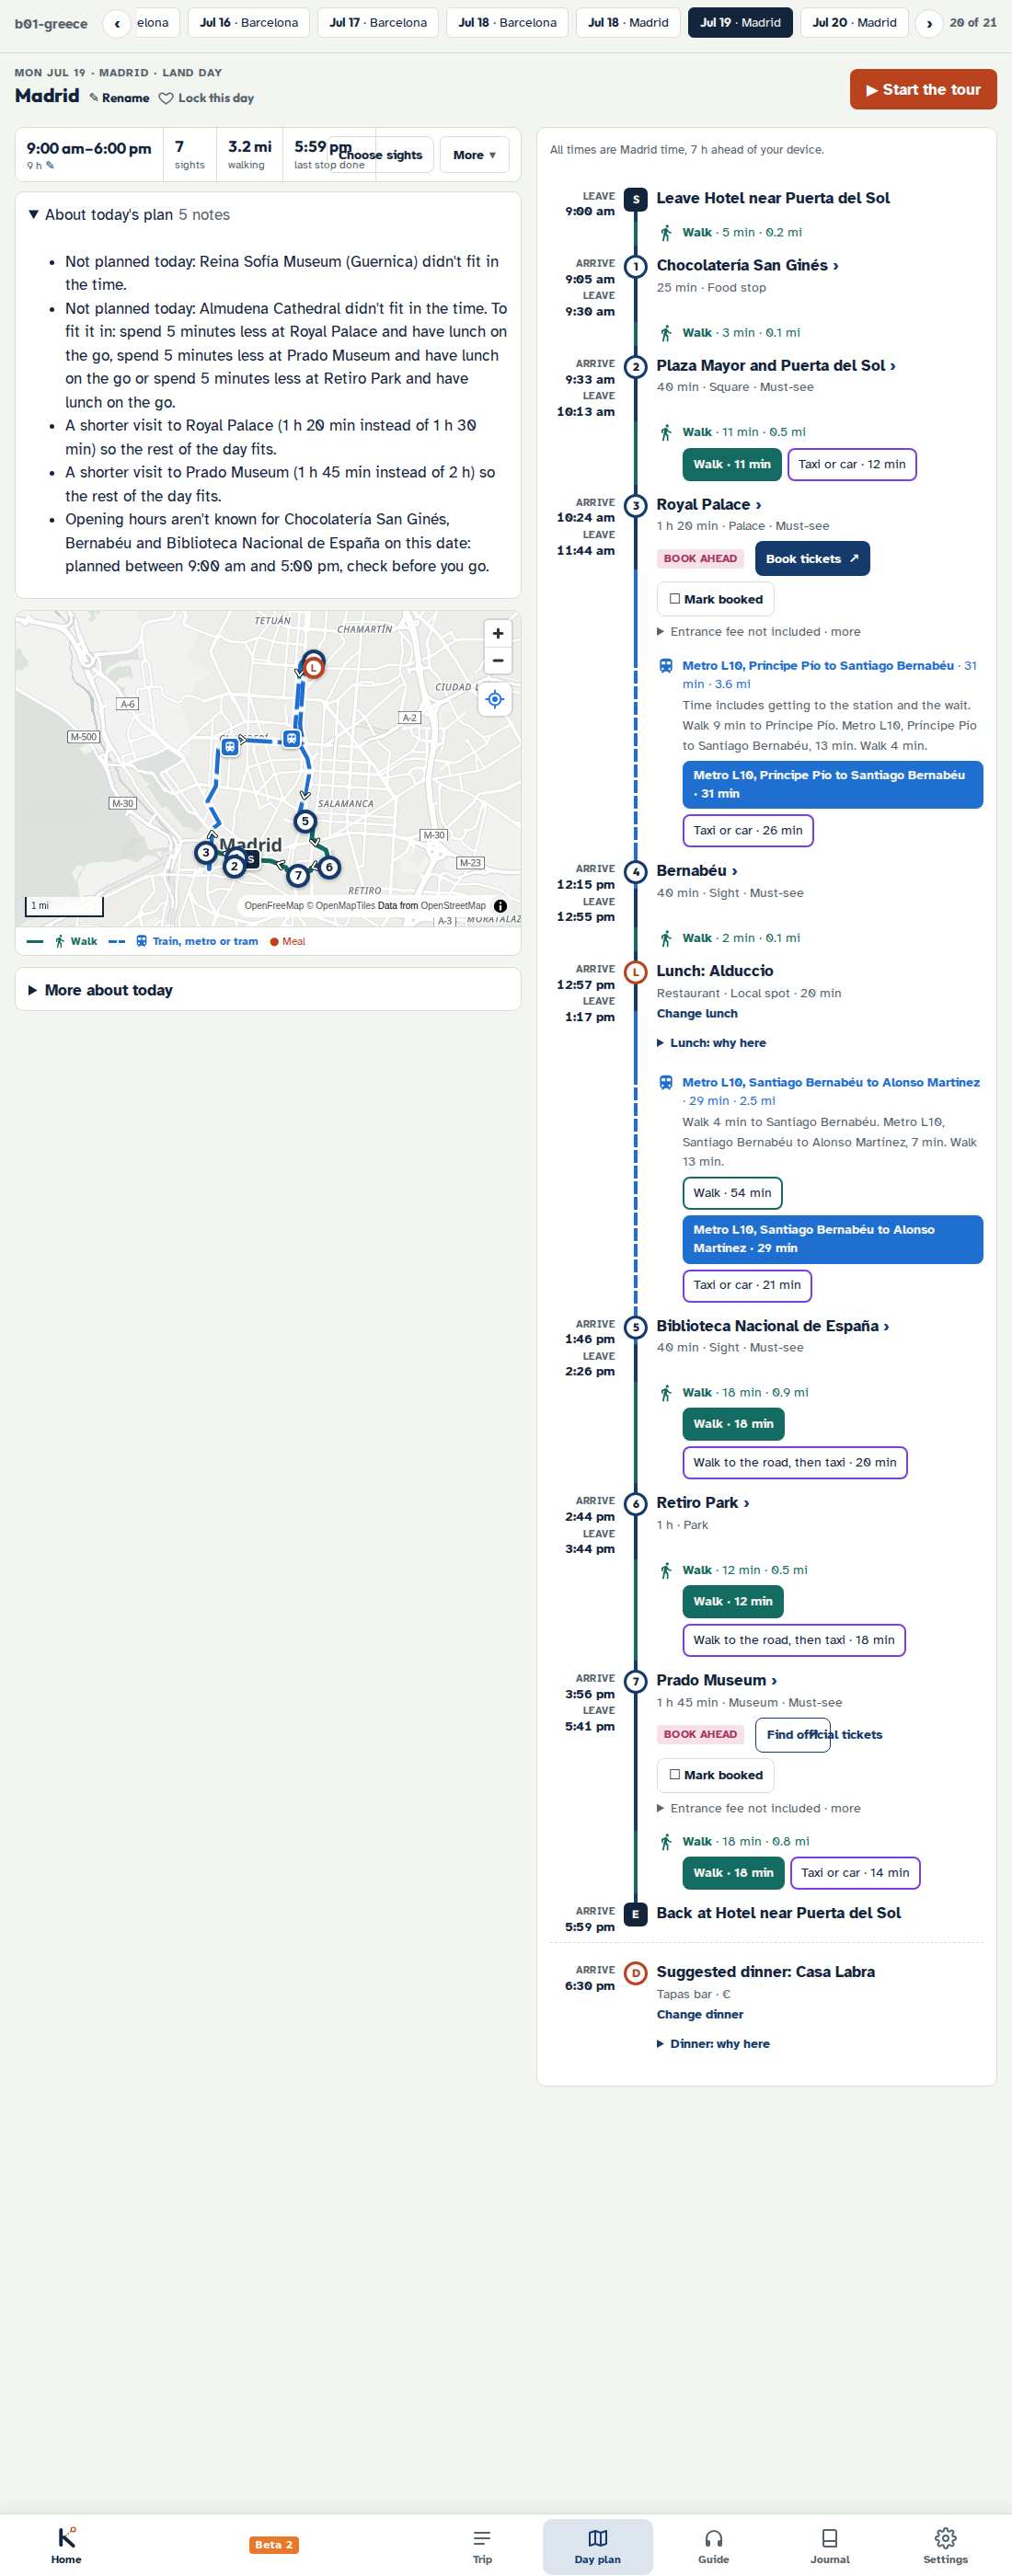 b01-greece
‹
elona
Jul 16 · Barcelona
Jul 17 · Barcelona
Jul 18 · Barcelona
Jul 18 · Madrid
Jul 19 · Madrid
Jul 20 · Madrid
›
20 of 21
MON JUL 19 · MADRID · LAND DAY
Madrid
✎ Rename
Lock this day
▶ Start the tour
9:00 am–6:00 pm
9 h ✎
7
sights
3.2 mi
walking
5:59 pm
last stop done
Choose sights
More ▾
▼ About today's plan 5 notes
• Not planned today: Reina Sofía Museum (Guernica) didn't fit in
the time.
• Not planned today: Almudena Cathedral didn't fit in the time. To
fit it in: spend 5 minutes less at Royal Palace and have lunch on
the go, spend 5 minutes less at Prado Museum and have lunch
on the go or spend 5 minutes less at Retiro Park and have
lunch on the go.
• A shorter visit to Royal Palace (1 h 20 min instead of 1 h 30
min) so the rest of the day fits.
• A shorter visit to Prado Museum (1 h 45 min instead of 2 h) so
the rest of the day fits.
• Opening hours aren't known for Chocolatería San Ginés,
Bernabéu and Biblioteca Nacional de España on this date:
planned between 9:00 am and 5:00 pm, check before you go.
TETUÁN
CHAMARTÍN
L
CIUDAD
A-6
A-2
M-500
M-30
SALAMANCA
5
M-30
Madrid
3
2
S
7
6
M-23
RETIRO
1 mi
OpenFreeMap © OpenMapTiles Data from OpenStreetMap
A-3
MORATALAZ
Walk
Train, metro or tram
Meal
▶ More about today
All times are Madrid time, 7 h ahead of your device.
LEAVE
9:00 am
S
Leave Hotel near Puerta del Sol
Walk · 5 min · 0.2 mi
ARRIVE
9:05 am
LEAVE
9:30 am
1
Chocolatería San Ginés ›
25 min · Food stop
Walk · 3 min · 0.1 mi
ARRIVE
9:33 am
LEAVE
10:13 am
2
Plaza Mayor and Puerta del Sol ›
40 min · Square · Must-see
Walk · 11 min · 0.5 mi
Walk · 11 min
Taxi or car · 12 min
ARRIVE
10:24 am
LEAVE
11:44 am
3
Royal Palace ›
1 h 20 min · Palace · Must-see
BOOK AHEAD
Book tickets ↗
☐ Mark booked
▶ Entrance fee not included · more
Metro L10, Príncipe Pío to Santiago Bernabéu · 31
min · 3.6 mi
Time includes getting to the station and the wait.
Walk 9 min to Príncipe Pío. Metro L10, Príncipe Pío
to Santiago Bernabéu, 13 min. Walk 4 min.
Metro L10, Príncipe Pío to Santiago Bernabéu
· 31 min
Taxi or car · 26 min
ARRIVE
12:15 pm
LEAVE
12:55 pm
4
Bernabéu ›
40 min · Sight · Must-see
Walk · 2 min · 0.1 mi
ARRIVE
12:57 pm
LEAVE
1:17 pm
L
Lunch: Alduccio
Restaurant · Local spot · 20 min
Change lunch
▶ Lunch: why here
Metro L10, Santiago Bernabéu to Alonso Martínez
· 29 min · 2.5 mi
Walk 4 min to Santiago Bernabéu. Metro L10,
Santiago Bernabéu to Alonso Martínez, 7 min. Walk
13 min.
Walk · 54 min
Metro L10, Santiago Bernabéu to Alonso
Martínez · 29 min
Taxi or car · 21 min
ARRIVE
1:46 pm
LEAVE
2:26 pm
5
Biblioteca Nacional de España ›
40 min · Sight · Must-see
Walk · 18 min · 0.9 mi
Walk · 18 min
Walk to the road, then taxi · 20 min
ARRIVE
2:44 pm
LEAVE
3:44 pm
6
Retiro Park ›
1 h · Park
Walk · 12 min · 0.5 mi
Walk · 12 min
Walk to the road, then taxi · 18 min
ARRIVE
3:56 pm
LEAVE
5:41 pm
7
Prado Museum ›
1 h 45 min · Museum · Must-see
BOOK AHEAD
Find official tickets ↗
☐ Mark booked
▶ Entrance fee not included · more
Walk · 18 min · 0.8 mi
Walk · 18 min
Taxi or car · 14 min
ARRIVE
5:59 pm
E
Back at Hotel near Puerta del Sol
ARRIVE
6:30 pm
D
Suggested dinner: Casa Labra
Tapas bar · €
Change dinner
▶ Dinner: why here
Home
Beta 2
Trip
Day plan
Guide
Journal
Settings